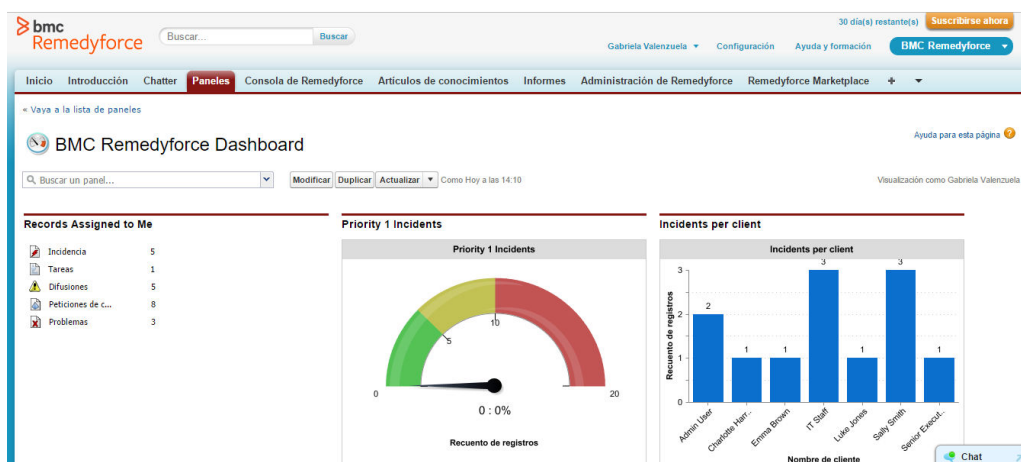 30 día(s) restante(s) Suscribirse ahora
bmc
Remedyforce
Buscar... Buscar
Gabriela Valenzuela Configuración Ayuda y formación BMC Remedyforce
Inicio Introducción Chatter Paneles Consola de Remedyforce Artículos de conocimientos Informes Administración de Remedyforce Remedyforce Marketplace +
« Vaya a la lista de paneles
Ayuda para esta página ?
BMC Remedyforce Dashboard
Buscar un panel... Modificar Duplicar Actualizar Como Hoy a las 14:10 Visualización como Gabriela Valenzuela
Records Assigned to Me
Incidencia 5
Tareas 1
Difusiones 5
Peticiones de c... 8
Problemas 3
Priority 1 Incidents
Priority 1 Incidents
0
5
10
20
0 : 0%
Recuento de registros
Incidents per client
Incidents per client
Recuento de registros
3
2
1
0
2
1
1
3
1
3
1
Admin User
Charlotte Harr..
Emma Brown
IT Staff
Luke Jones
Sally Smith
Senior Execut..
Nombre de cliente
Chat